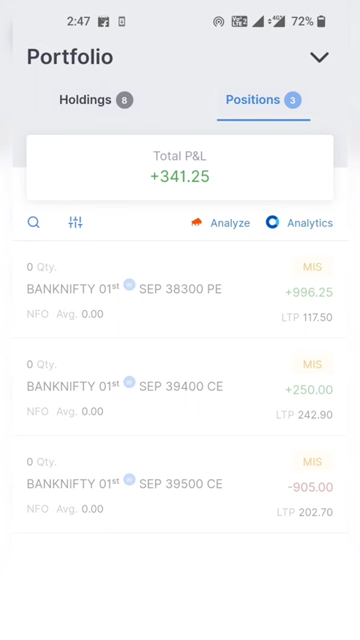 2:47 72%
Portfolio
Holdings 8 Positions 3
Total P&L
+341.25
Analyze Analytics
0 Qty. MIS
BANKNIFTY 01st SEP 38300 PE +996.25
NFO Avg. 0.00 LTP 117.50
0 Qty. MIS
BANKNIFTY 01st SEP 39400 CE +250.00
NFO Avg. 0.00 LTP 242.90
0 Qty. MIS
BANKNIFTY 01st SEP 39500 CE -905.00
NFO Avg. 0.00 LTP 202.70